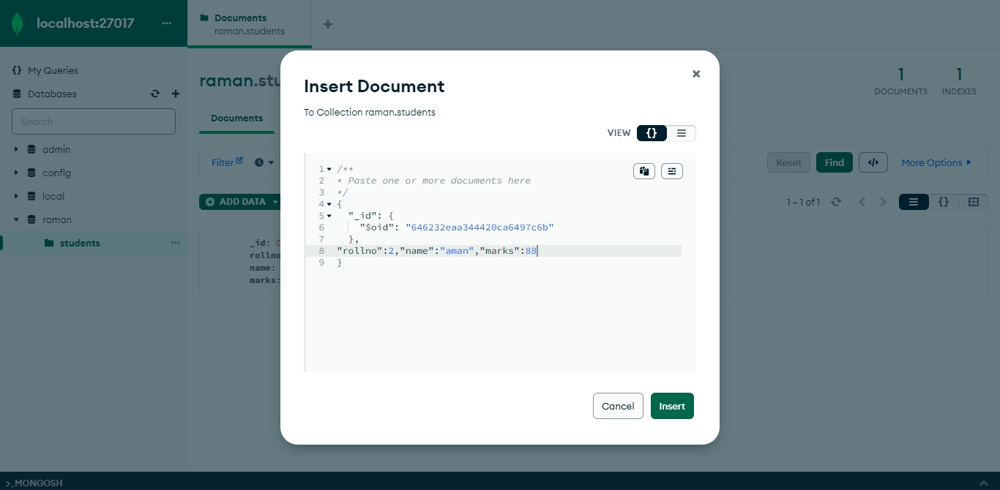 localhost:27017
Documents
raman.students
My Queries
Databases
Search
admin
config
local
raman
students
raman.stu
1
DOCUMENTS
1
INDEXES
Documents
Filter
Reset
Find
</>
More Options
ADD DATA
1 – 1 of 1
{}
_id:
rollno
name:
marks:
Insert Document
To Collection raman.students
VIEW
{}
1 /**
2 * Paste one or more documents here
3 */
4 {
5 "_id": {
6 "$oid": "646232eaa344420ca6497c6b"
7 },
8 "rollno":2,"name":"aman","marks":88
9 }
Cancel
Insert
>_MONGOSH